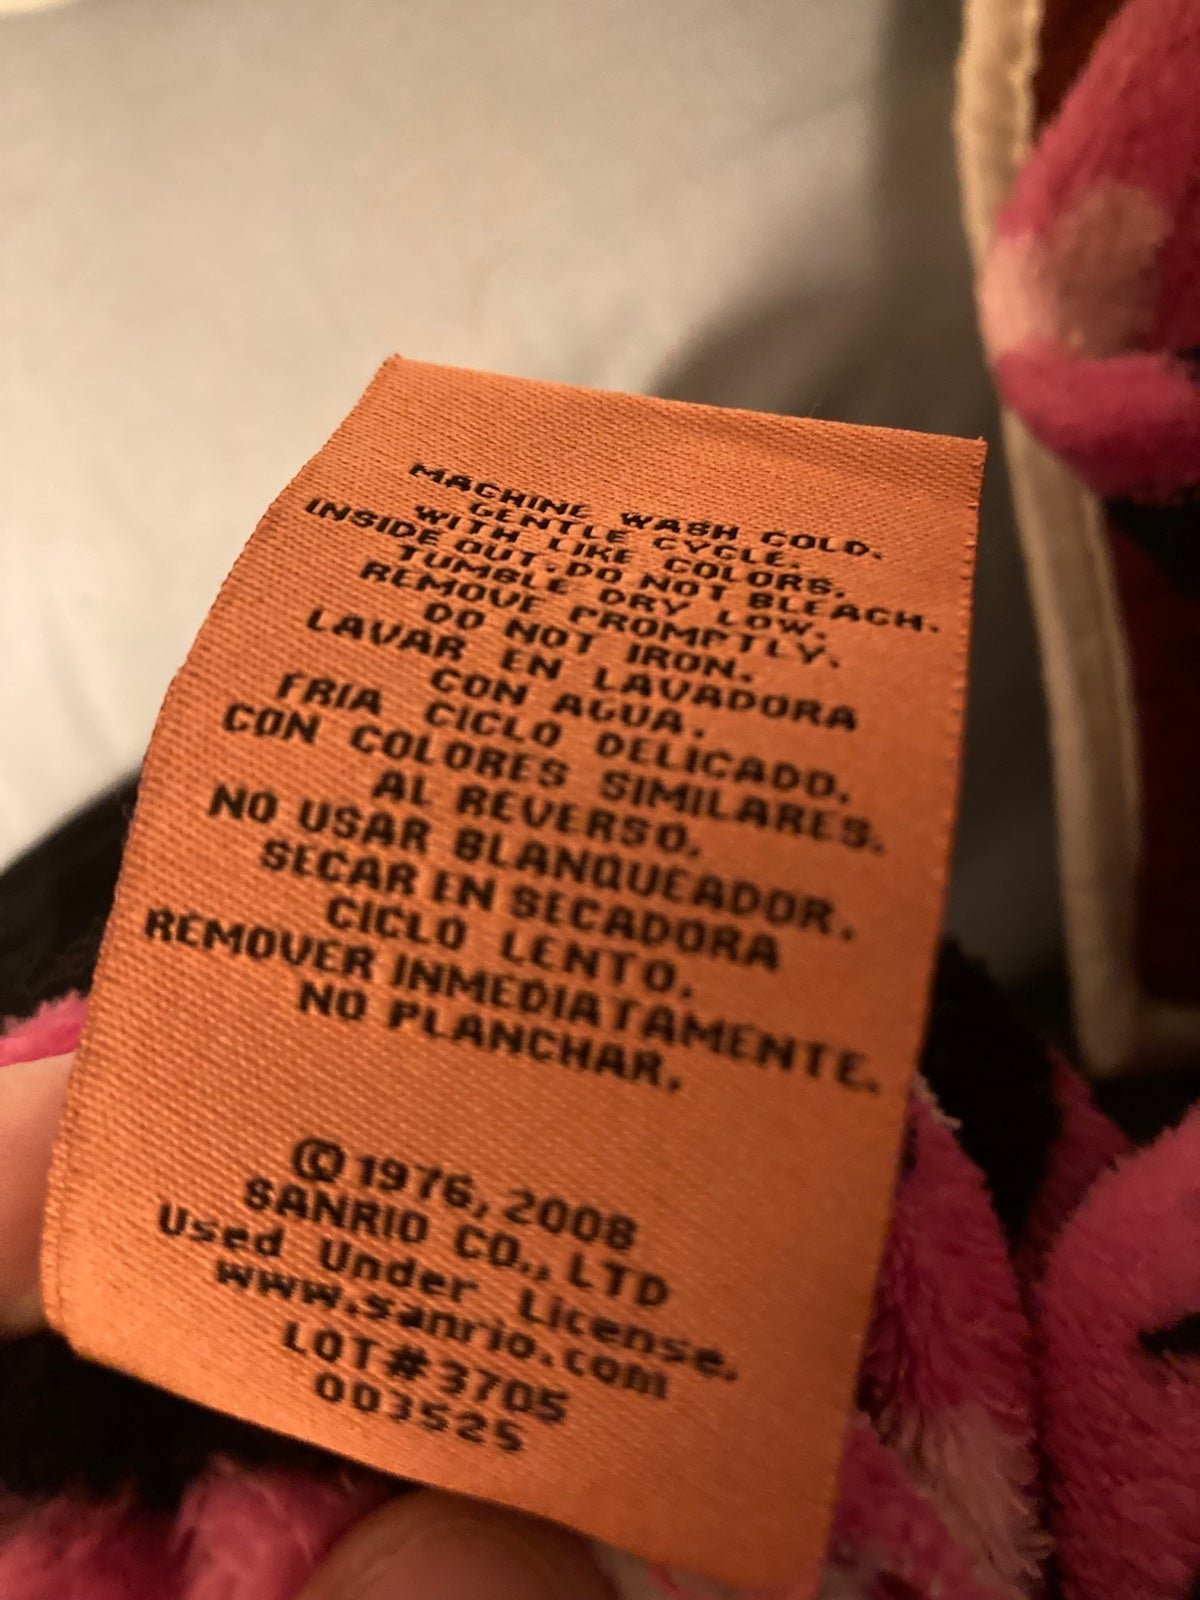 MACHINE WASH COLD.
GENTLE CYCLE.
WITH LIKE COLORS.
INSIDE OUT. DO NOT BLEACH.
TUMBLE DRY LOW.
REMOVE PROMPTLY.
DO NOT IRON.
LAVAR EN LAVADORA
CON AGUA.
FRIA CICLO DELICADO.
CON COLORES SIMILARES.
AL REVERSO.
NO USAR BLANQUEADOR.
SECAR EN SECADORA
CICLO LENTO.
REMOVER INMEDIATAMENTE.
NO PLANCHAR.
© 1976, 2008
SANRIO CO., LTD
Used Under License.
www.sanrio.com
LOT#3705
003525